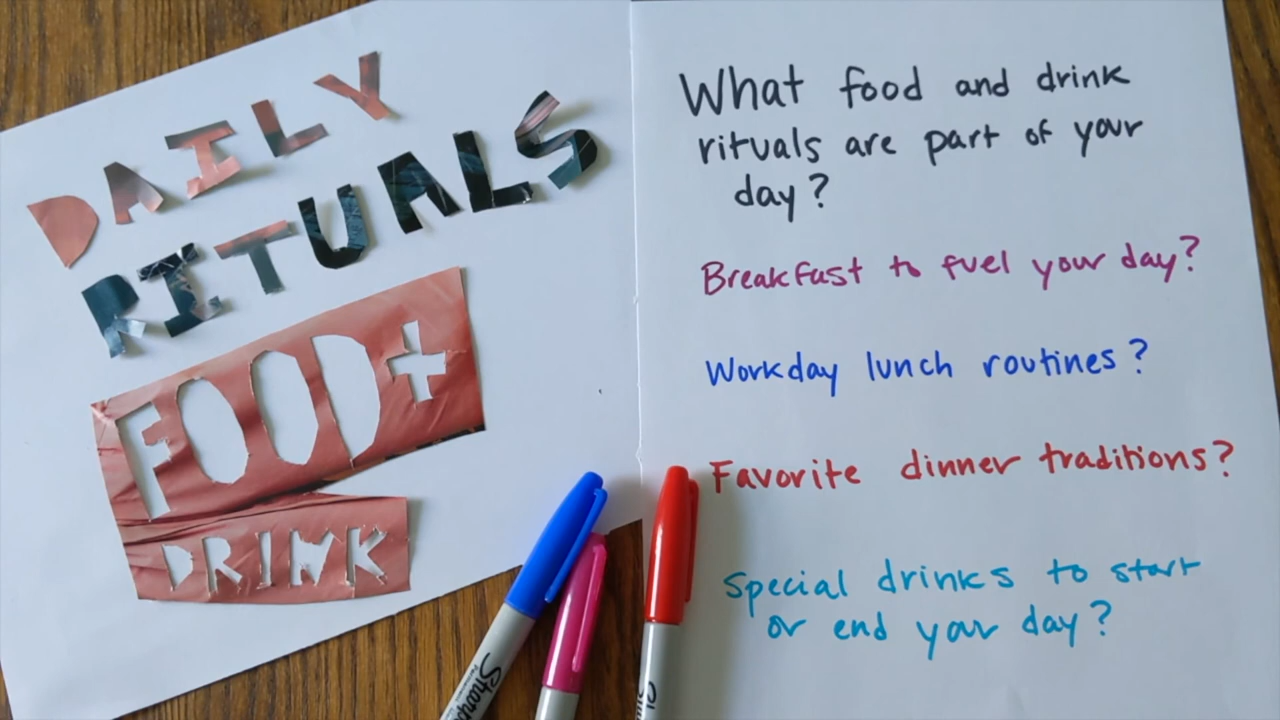 DAILY
RITUALS
FOOD+
DRINK
What food and drink
rituals are part of your
day?
Breakfast to fuel your day?
Workday lunch routines?
Favorite dinner traditions?
Special drinks to start
or end your day?
Sharp